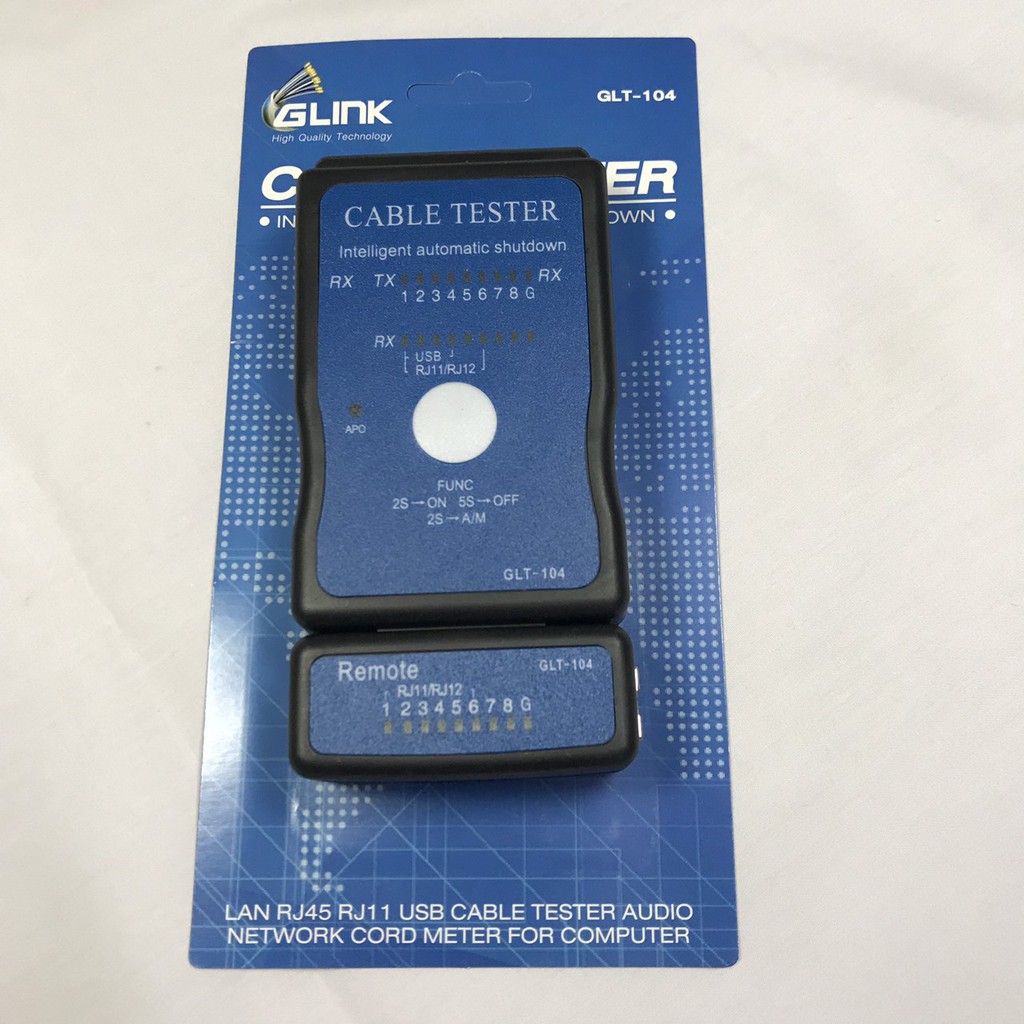 GLINK
High Quality Technology
GLT-104
CABLE TESTER
Intelligent automatic shutdown
RX TX RX
1 2 3 4 5 6 7 8 G
RX
USB
RJ11/RJ12
APO
FUNC
2S→ON 5S→OFF
2S→A/M
GLT-104
Remote
GLT-104
RJ11/RJ12
1 2 3 4 5 6 7 8 G
LAN RJ45 RJ11 USB CABLE TESTER AUDIO
NETWORK CORD METER FOR COMPUTER